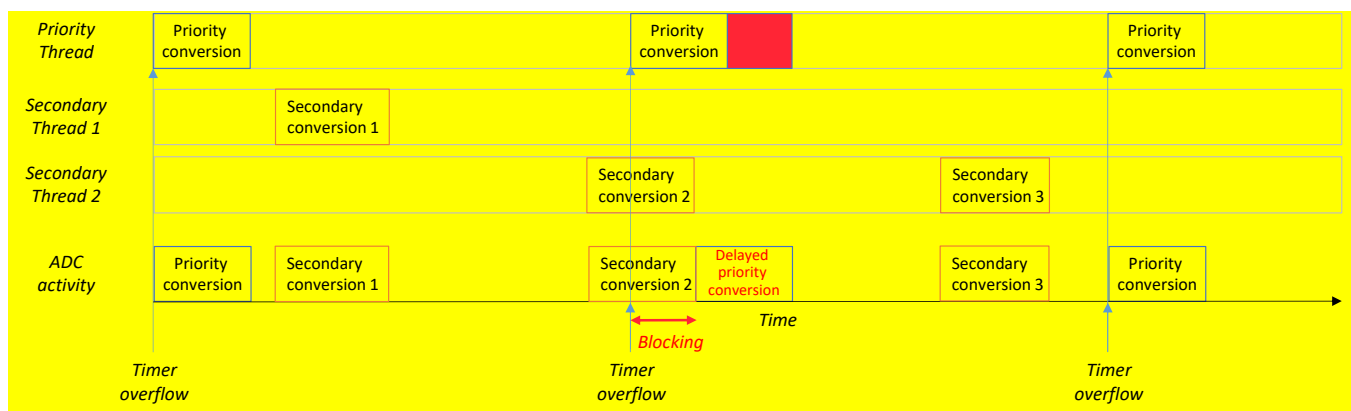 Priority
Thread
Priority
conversion
Priority
conversion
Priority
conversion
Secondary
Thread 1
Secondary
conversion 1
Secondary
Thread 2
Secondary
conversion 2
Secondary
conversion 3
ADC
activity
Priority
conversion
Secondary
conversion 1
Secondary
conversion 2
Delayed
priority
conversion
Secondary
conversion 3
Priority
conversion
Time
Blocking
Timer
overflow
Timer
overflow
Timer
overflow